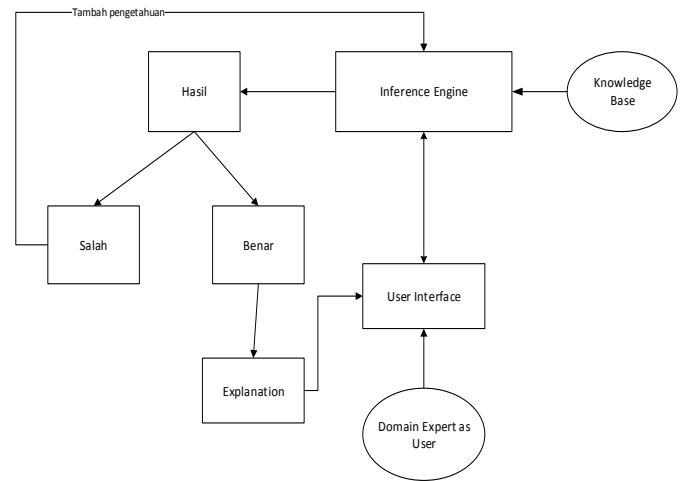 Tambah pengetahuan
Hasil
Inference Engine
Knowledge
Base
Salah
Benar
User Interface
Explanation
Domain Expert as
User